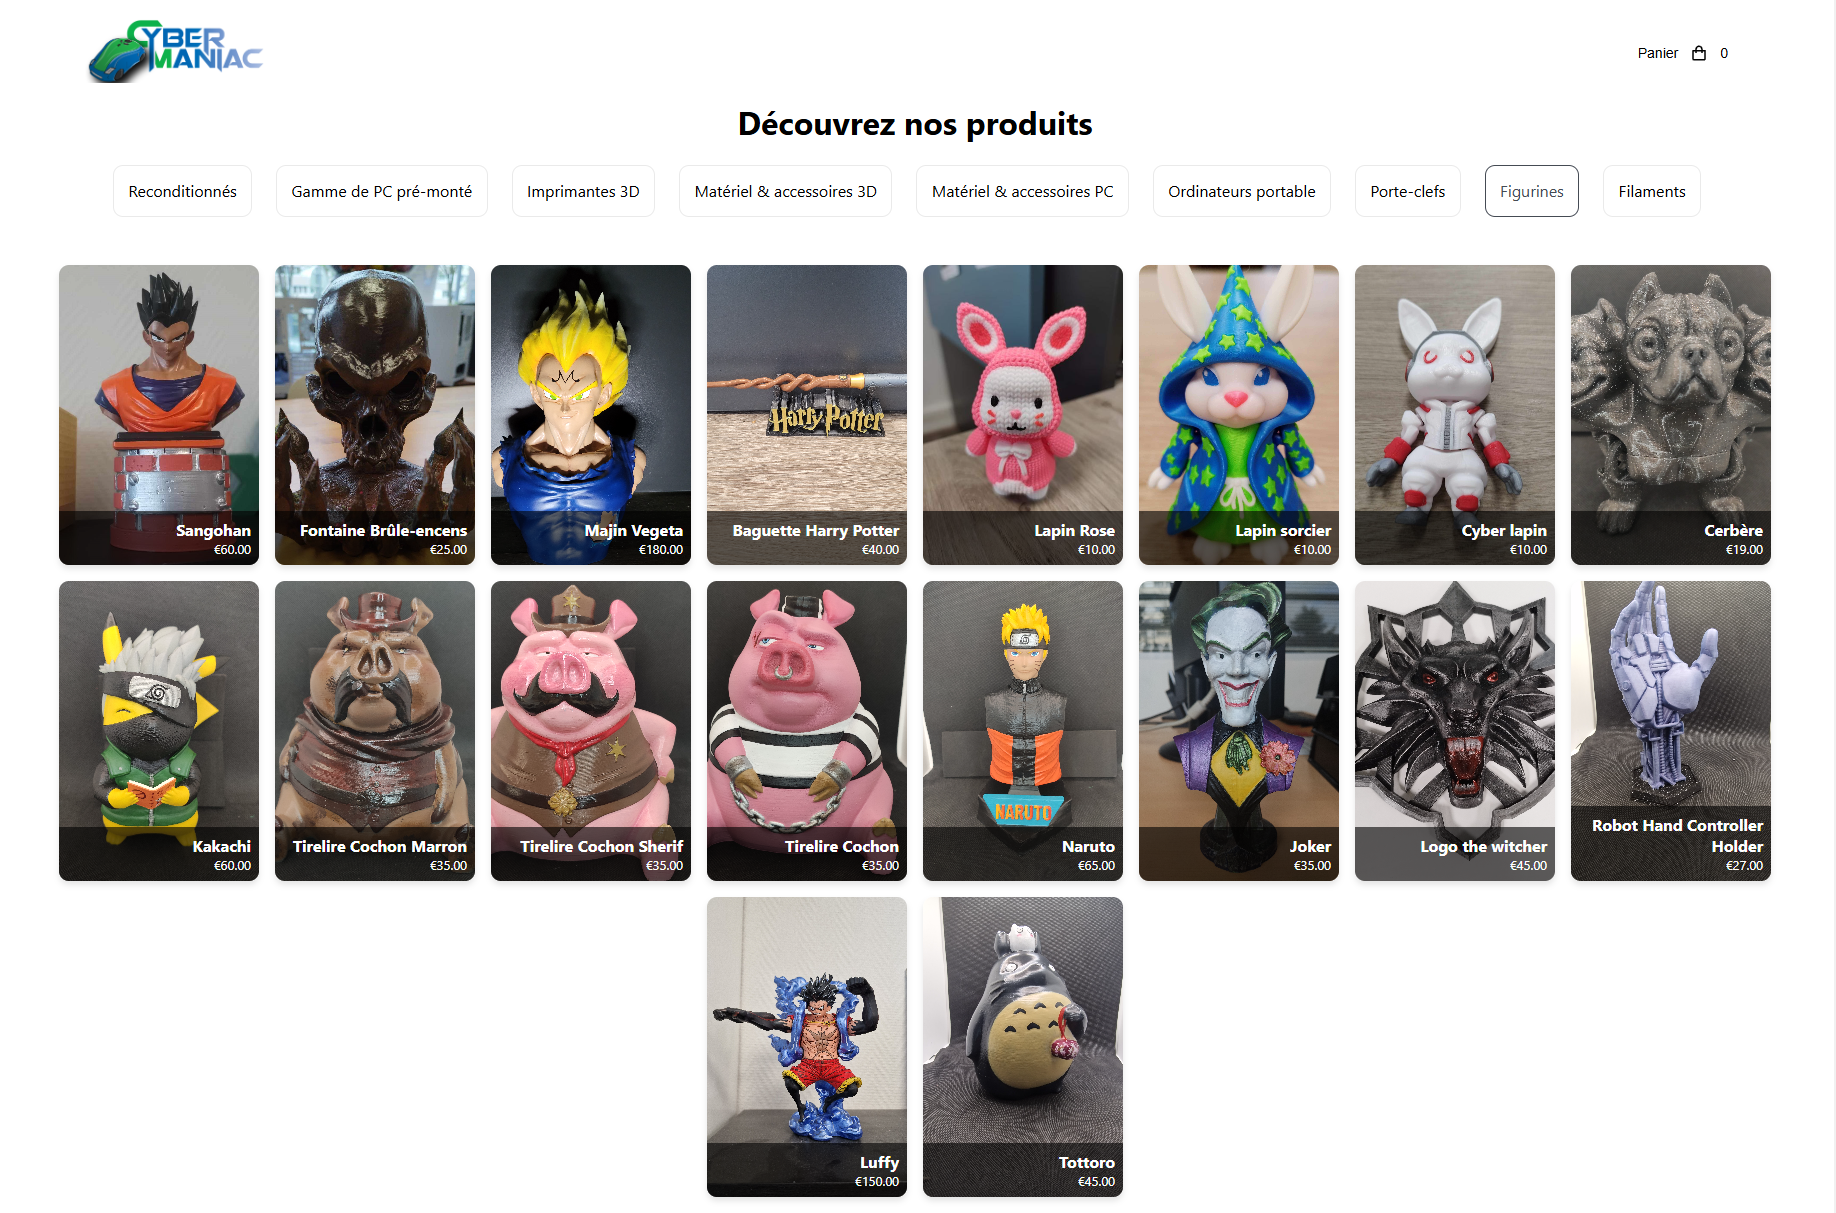 CYBER
MANIAC
Panier 0
Découvrez nos produits
Reconditionnés
Gamme de PC pré-monté
Imprimantes 3D
Matériel & accessoires 3D
Matériel & accessoires PC
Ordinateurs portable
Porte-clefs
Figurines
Filaments
Sangohan
€60.00
Fontaine Brûle-encens
€25.00
Majin Vegeta
€180.00
Harry Potter
Baguette Harry Potter
€40.00
Lapin Rose
€10.00
Lapin sorcier
€10.00
Cyber lapin
€10.00
Cerbère
€19.00
Kakachi
€60.00
Tirelire Cochon Marron
€35.00
Tirelire Cochon Sherif
€35.00
Tirelire Cochon
€35.00
NARUTO
Naruto
€65.00
Joker
€35.00
Logo the witcher
€45.00
Robot Hand Controller
Holder
€27.00
Luffy
€150.00
Tottoro
€45.00